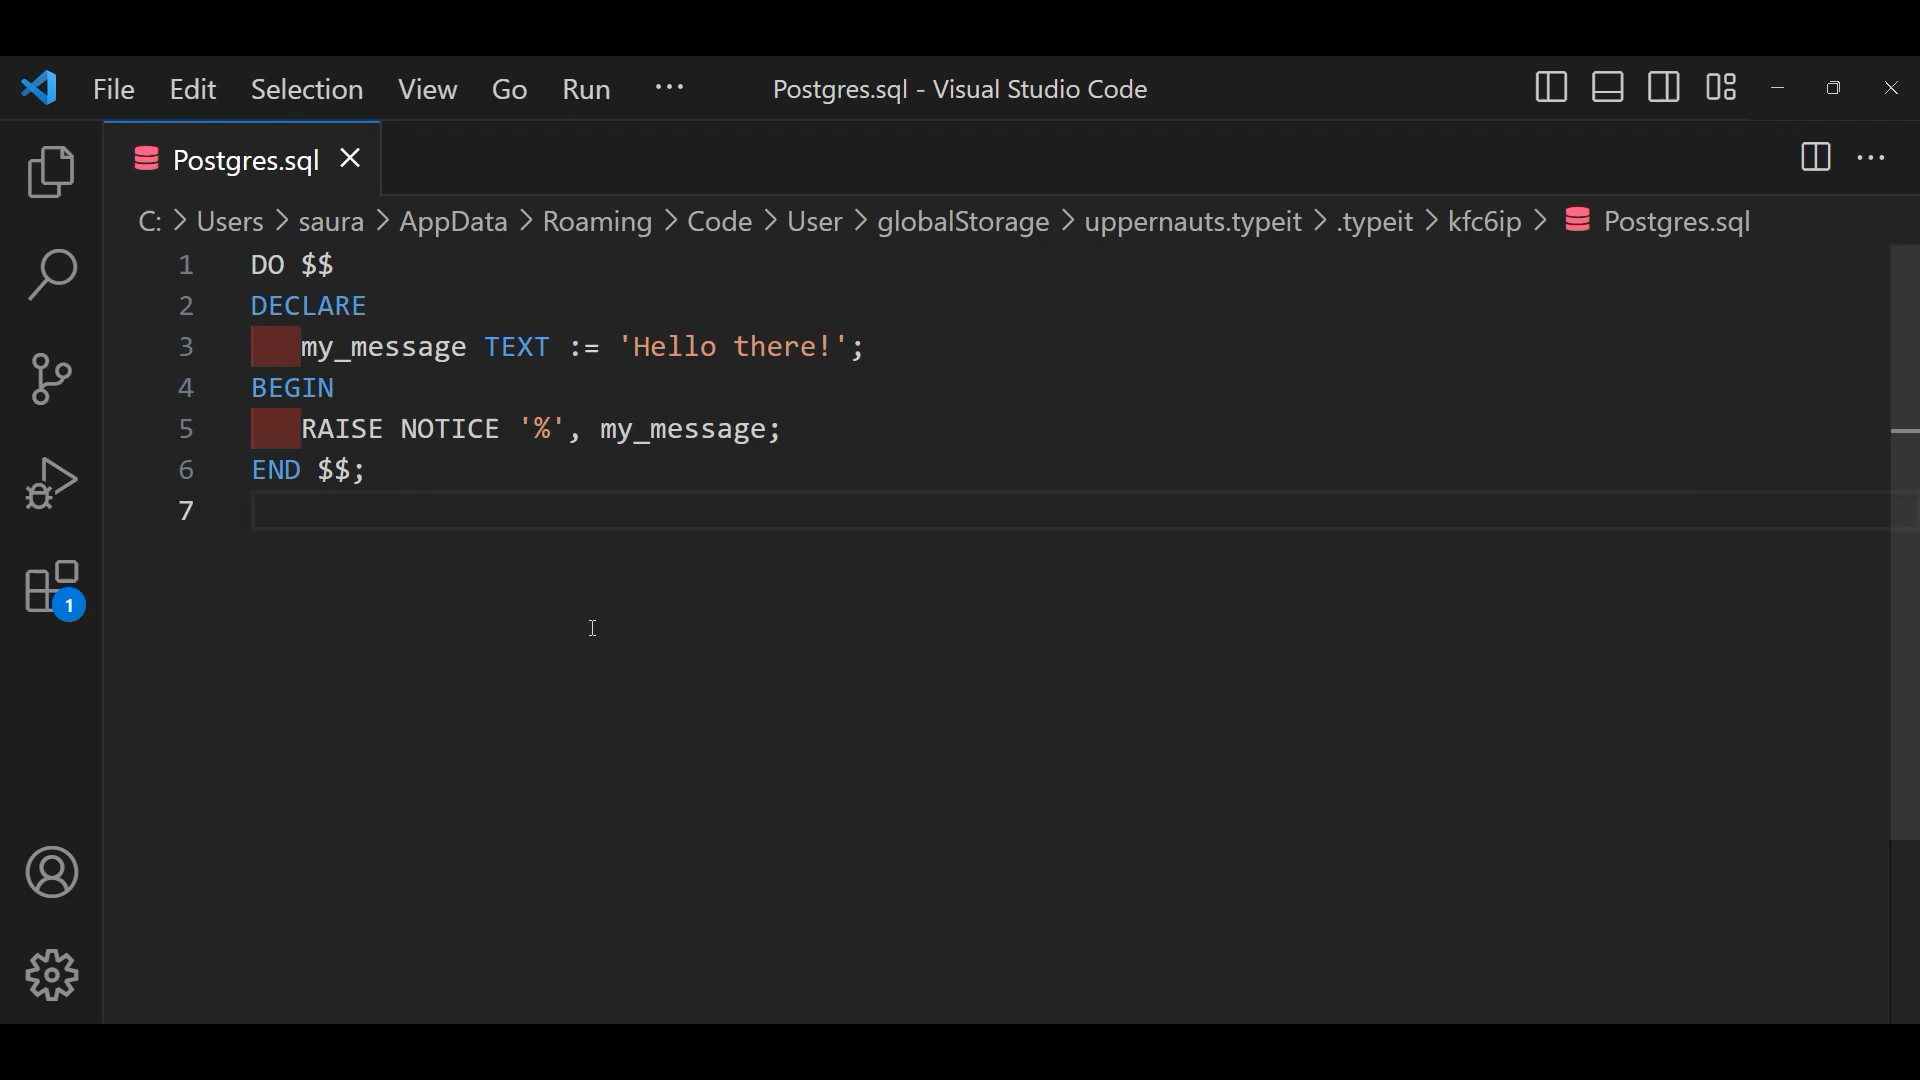 File Edit Selection View Go Run ··· Postgres.sql - Visual Studio Code
Postgres.sql
C: > Users > saura > AppData > Roaming > Code > User > globalStorage > uppernauts.typeit > .typeit > kfc6ip > Postgres.sql
1 DO $$
2 DECLARE
3 my_message TEXT := 'Hello there!';
4 BEGIN
5 RAISE NOTICE '%', my_message;
6 END $$;
7
1